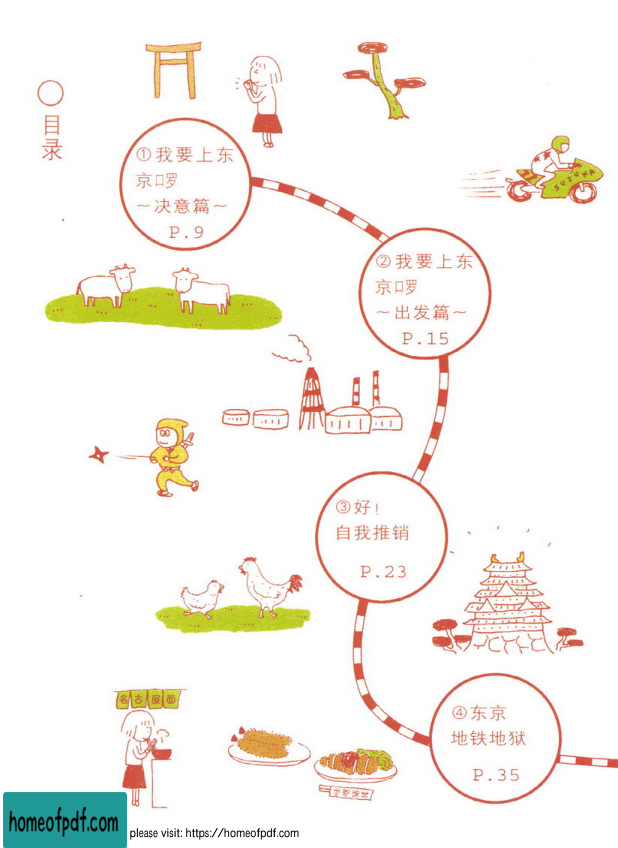 ○目录
①我要上东
京口啰
～决意篇～
P.9
②我要上东
京口啰
～出发篇～
P.15
SUZUKA
③好！
自我推销
P.23
④东京
地铁地狱
P.35
名古屋面
homeofpdf.com
please visit: https://homeofpdf.com